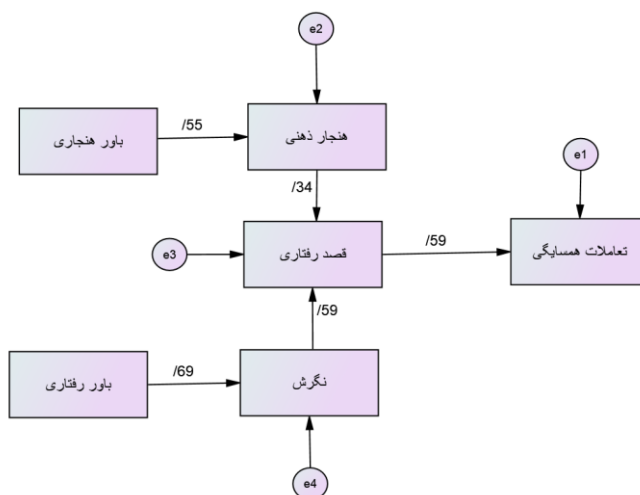 e2
باور هنجاری
/55
هنجار ذهنی
e1
/34
e3
قصد رفتاری
/59
تعاملات همسایگی
/59
باور رفتاری
/69
نگرش
e4